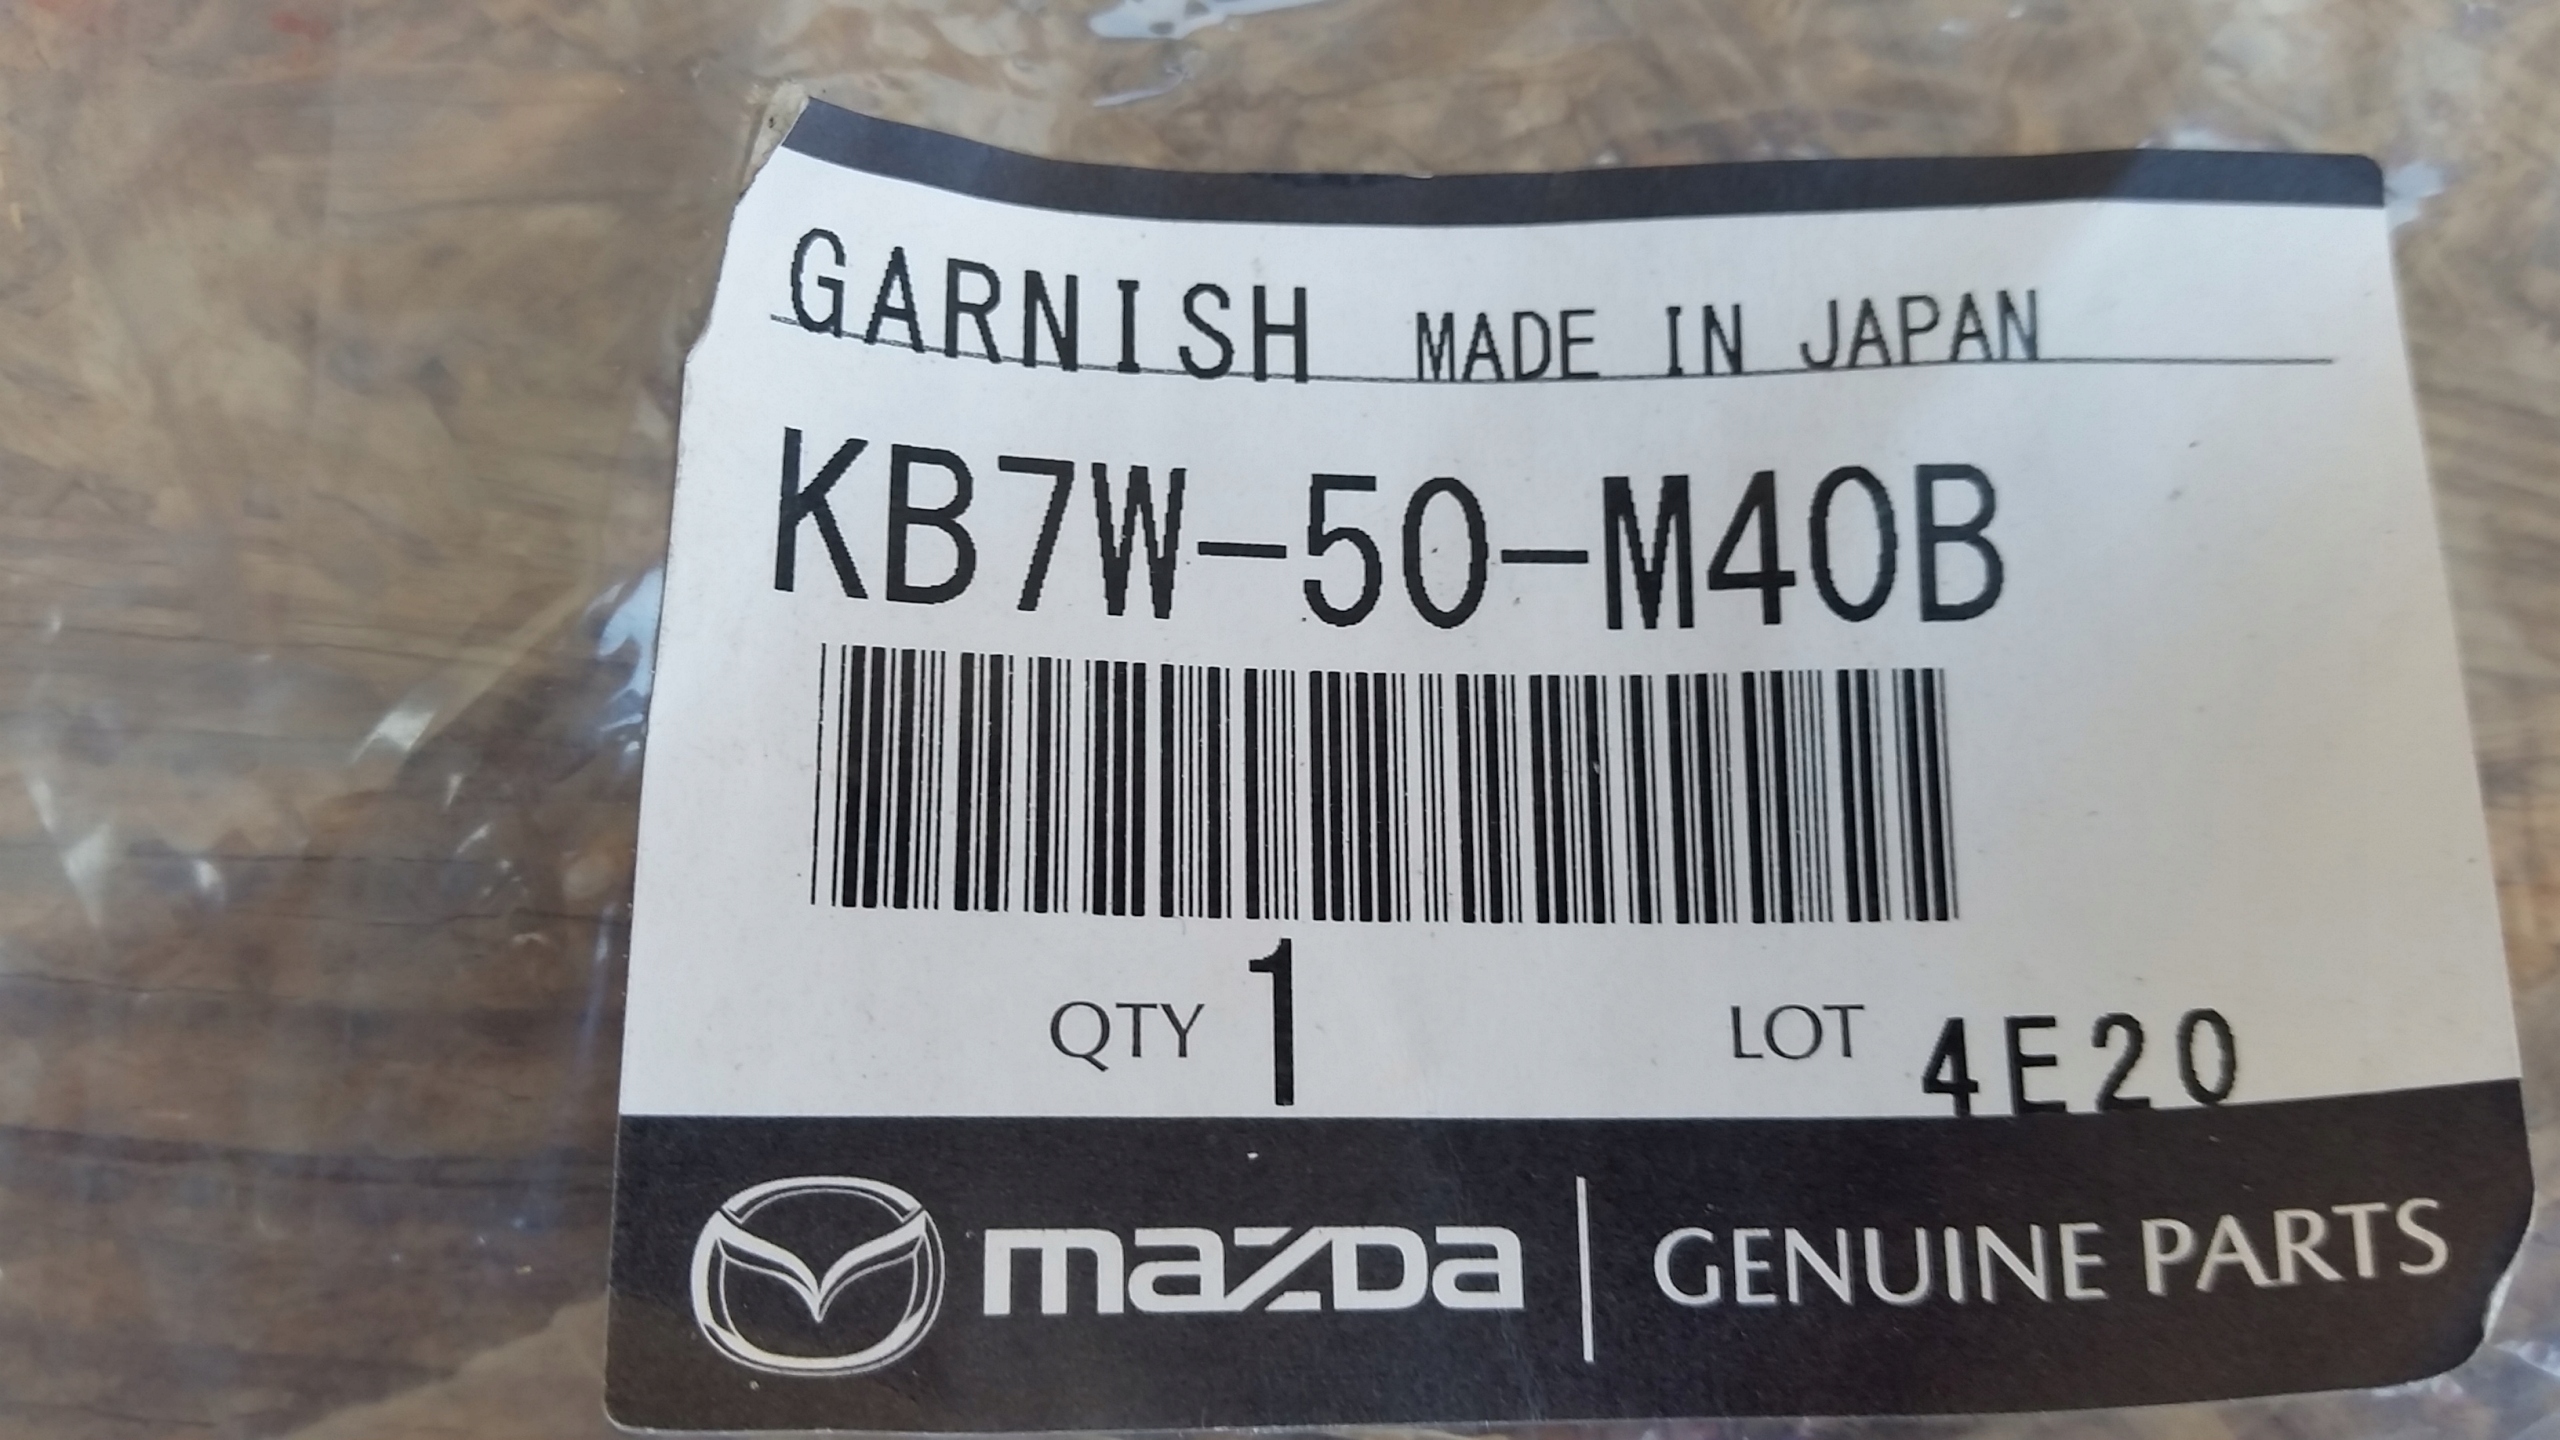 GARNISH MADE IN JAPAN
KB7W-50-M40B
QTY 1 LOT 4E20
mazda GENUINE PARTS